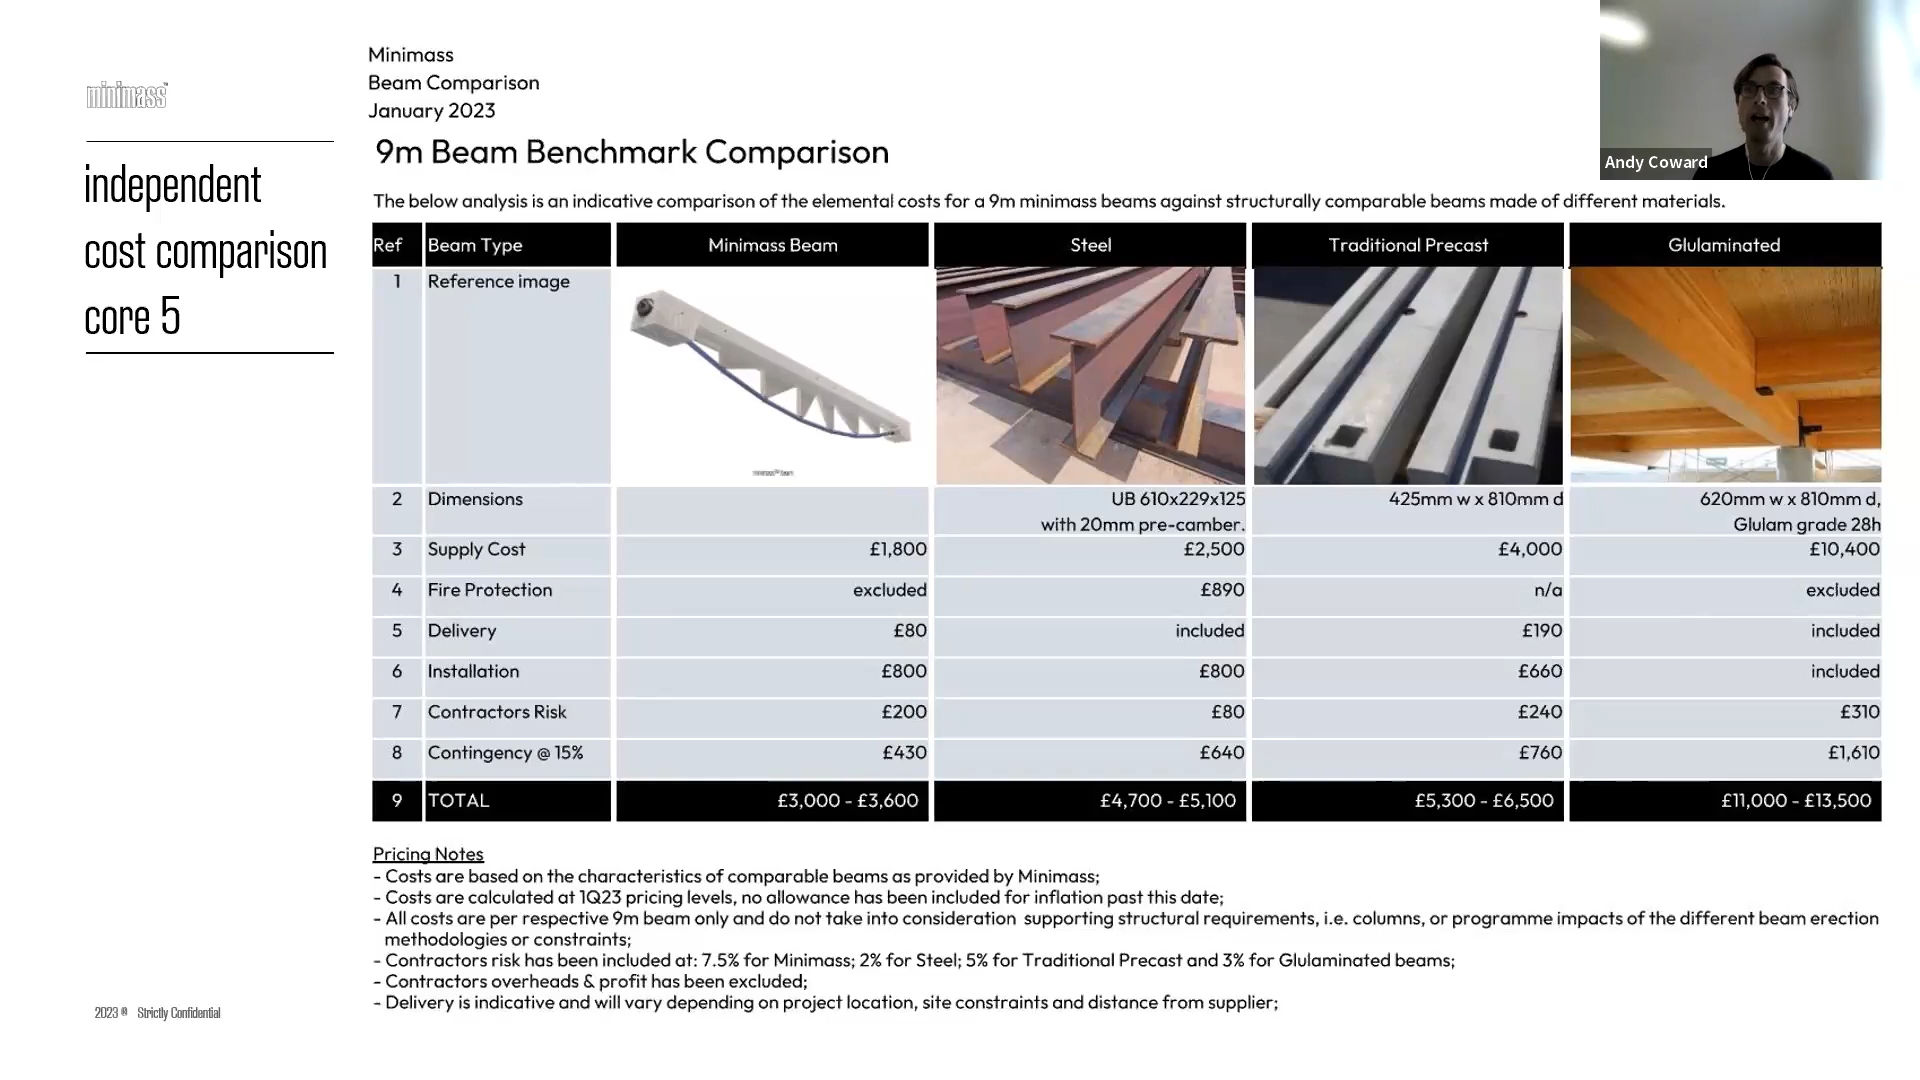 minimass™
independent
cost comparison
core 5
2023 © Strictly Confidential
Minimass
Beam Comparison
January 2023
9m Beam Benchmark Comparison
The below analysis is an indicative comparison of the elemental costs for a 9m minimass beams against structurally comparable beams made of different materials.
Ref Beam Type Minimass Beam Steel Traditional Precast Glulaminated
1 Reference image
minimass™ beam
2 Dimensions UB 610x229x125 425mm w x 810mm d 620mm w x 810mm d,
with 20mm pre-camber. Glulam grade 28h
3 Supply Cost £1,800 £2,500 £4,000 £10,400
4 Fire Protection excluded £890 n/a excluded
5 Delivery £80 included £190 included
6 Installation £800 £800 £660 included
7 Contractors Risk £200 £80 £240 £310
8 Contingency @ 15% £430 £640 £760 £1,610
9 TOTAL £3,000 - £3,600 £4,700 - £5,100 £5,300 - £6,500 £11,000 - £13,500
Pricing Notes
- Costs are based on the characteristics of comparable beams as provided by Minimass;
- Costs are calculated at 1Q23 pricing levels, no allowance has been included for inflation past this date;
- All costs are per respective 9m beam only and do not take into consideration supporting structural requirements, i.e. columns, or programme impacts of the different beam erection
methodologies or constraints;
- Contractors risk has been included at: 7.5% for Minimass; 2% for Steel; 5% for Traditional Precast and 3% for Glulaminated beams;
- Contractors overheads & profit has been excluded;
- Delivery is indicative and will vary depending on project location, site constraints and distance from supplier;
Andy Coward